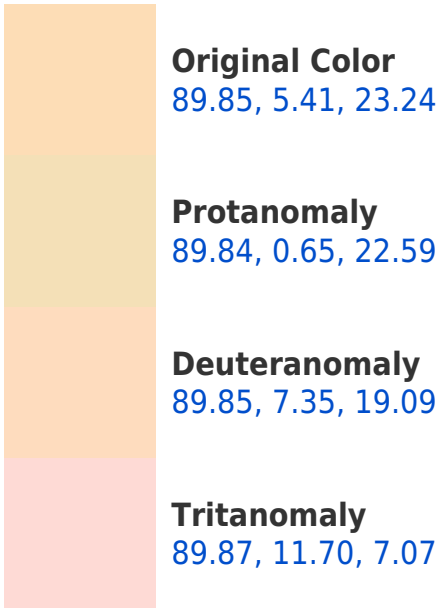 Original Color
89.85, 5.41, 23.24
Protanomaly
89.84, 0.65, 22.59
Deuteranomaly
89.85, 7.35, 19.09
Tritanomaly
89.87, 11.70, 7.07